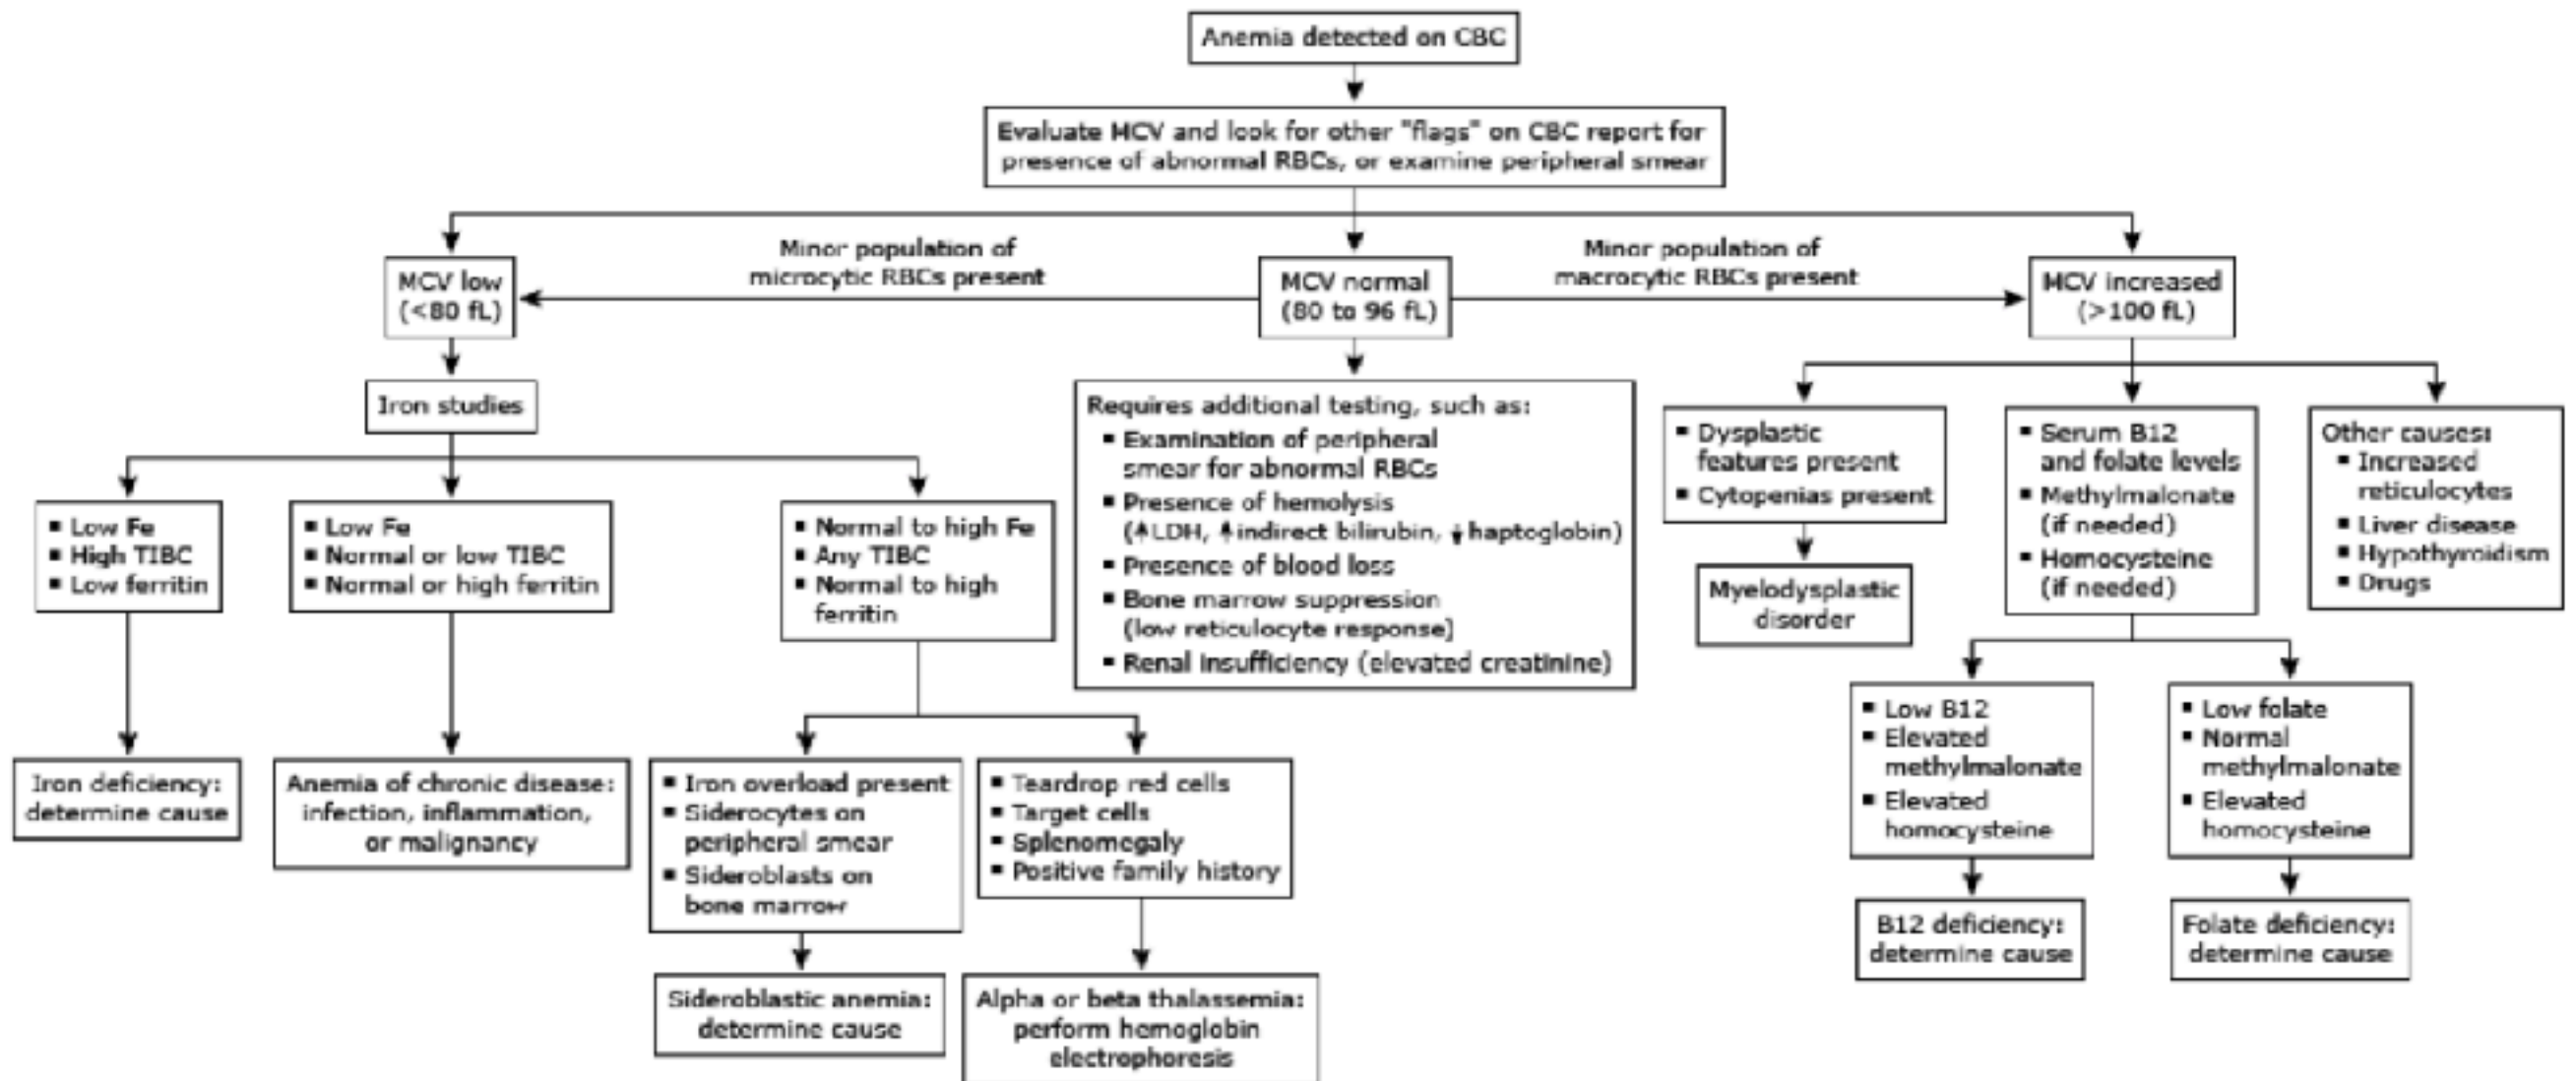 Anemia detected on CBC
Evaluate MCV and look for other "flags" on CBC report for
presence of abnormal RBCs, or examine peripheral smear
Minor population of
microcytic RBCs present
Minor population of
macrocytic RBCs present
MCV low
(<80 fL)
MCV normal
(80 to 96 fL)
MCV increased
(>100 fL)
Iron studies
▪ Low Fe
▪ High TIBC
▪ Low ferritin
▪ Low Fe
▪ Normal or low TIBC
▪ Normal or high ferritin
▪ Normal to high Fe
▪ Any TIBC
▪ Normal to high
ferritin
Requires additional testing, such as:
▪ Examination of peripheral
smear for abnormal RBCs
▪ Presence of hemolysis
(↑LDH, ↑indirect bilirubin, ↓haptoglobin)
▪ Presence of blood loss
▪ Bone marrow suppression
(low reticulocyte response)
▪ Renal insufficiency (elevated creatinine)
▪ Dysplastic
features present
▪ Cytopenias present
Myelodysplastic
disorder
▪ Serum B12
and folate levels
▪ Methylmalonate
(if needed)
▪ Homocysteine
(if needed)
Other causes:
▪ Increased
reticulocytes
▪ Liver disease
▪ Hypothyroidism
▪ Drugs
Iron deficiency:
determine cause
Anemia of chronic disease:
infection, inflammation,
or malignancy
▪ Iron overload present
▪ Siderocytes on
peripheral smear
▪ Sideroblasts on
bone marrow
▪ Teardrop red cells
▪ Target cells
▪ Splenomegaly
▪ Positive family history
Sideroblastic anemia:
determine cause
Alpha or beta thalassemia:
perform hemoglobin
electrophoresis
▪ Low B12
▪ Elevated
methylmalonate
▪ Elevated
homocysteine
▪ Low folate
▪ Normal
methylmalonate
▪ Elevated
homocysteine
B12 deficiency:
determine cause
Folate deficiency:
determine cause